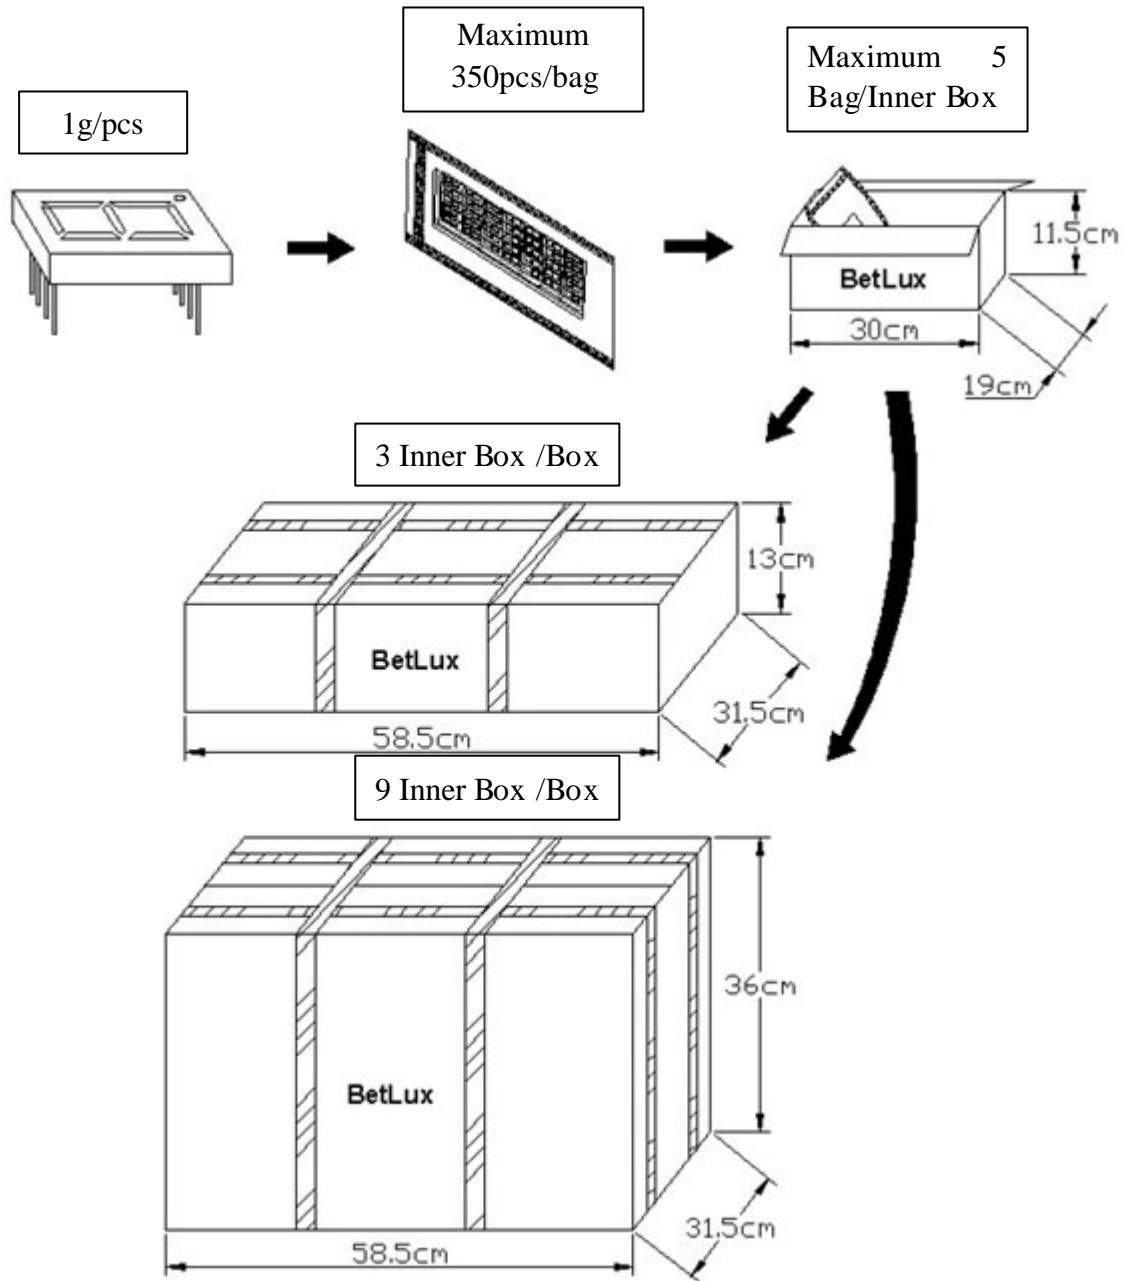 Maximum
350pcs/bag
Maximum 5
Bag/Inner Box
1g/pcs
11.5cm
BetLux
30cm
19cm
3 Inner Box /Box
13cm
BetLux
31.5cm
58.5cm
9 Inner Box /Box
36cm
BetLux
31.5cm
58.5cm